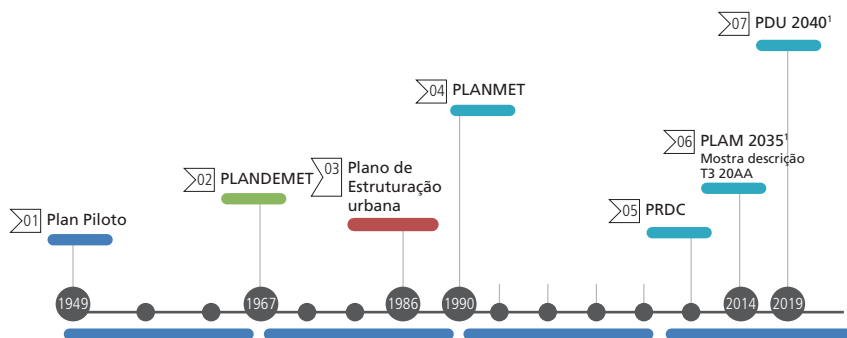 01 Plan Piloto
02 PLANDEMET
03 Plano de
Estruturação
urbana
04 PLANMET
05 PRDC
06 PLAM 2035¹
Mostra descrição
T3 20AA
07 PDU 2040¹
1949
1967
1986
1990
2014
2019